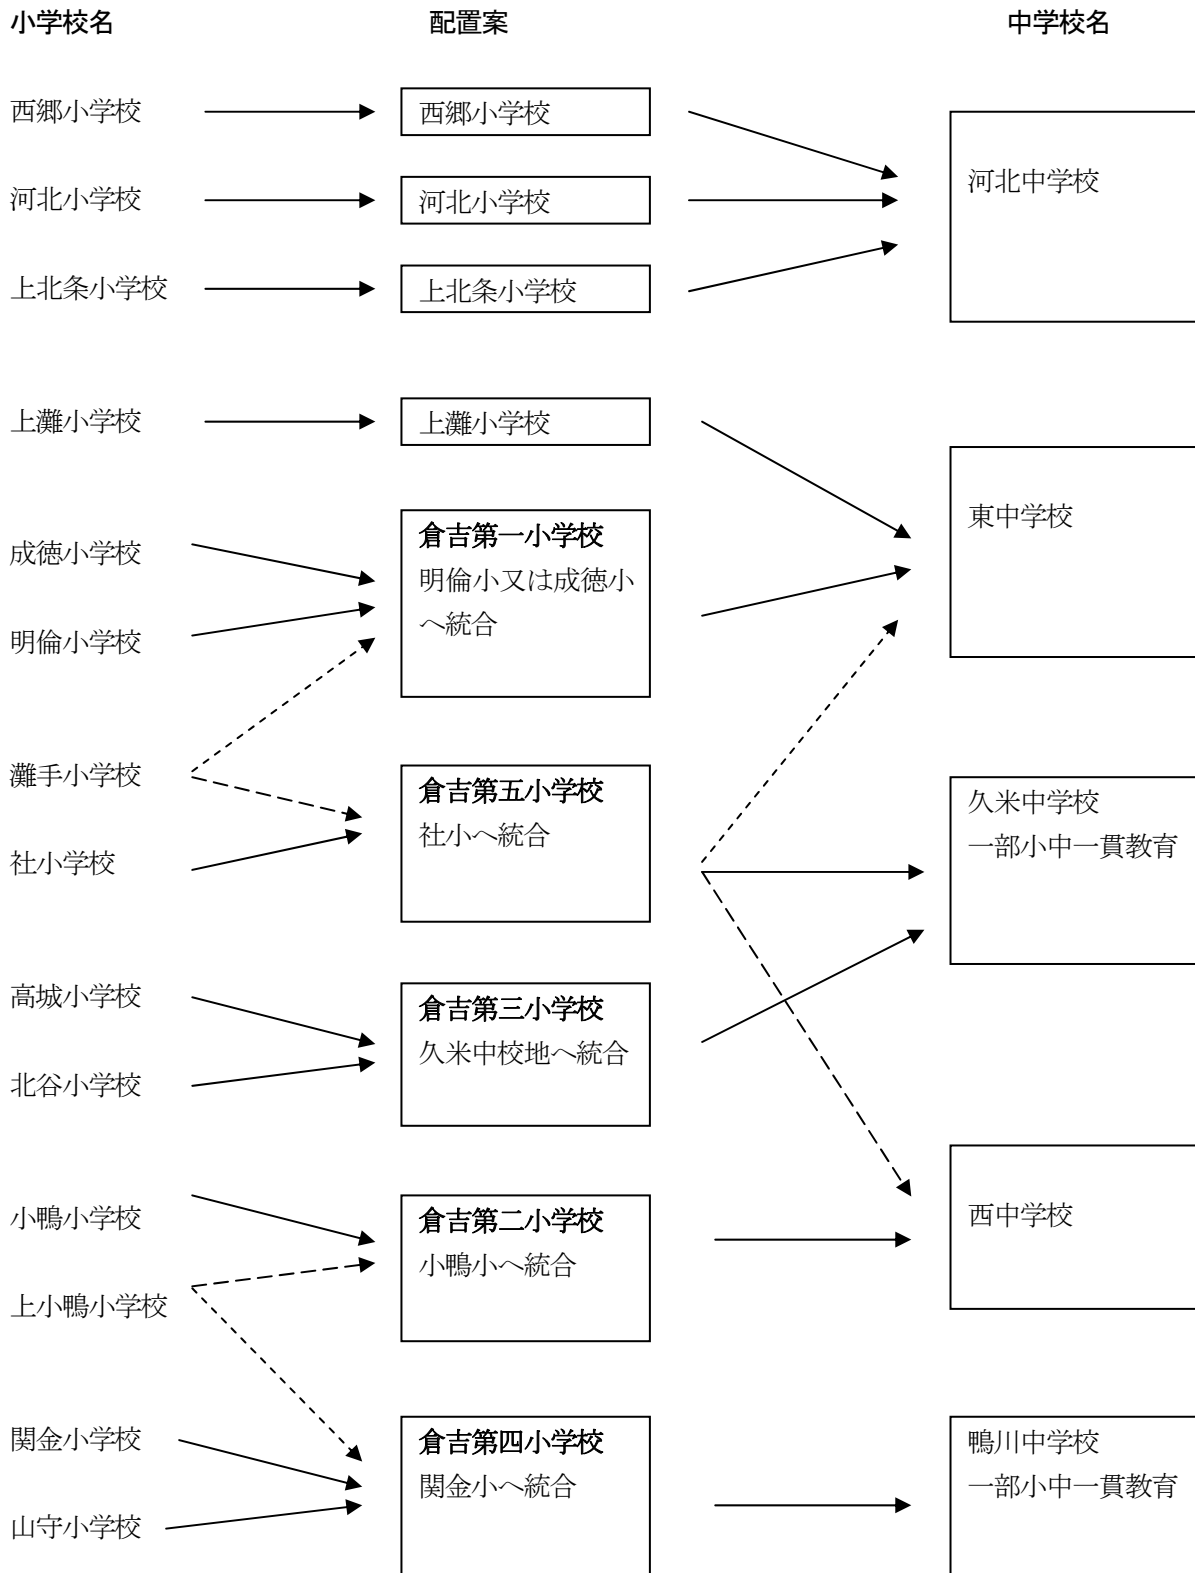 小学校名 配置案 中学校名
西郷小学校 西郷小学校
河北中学校
河北小学校 河北小学校
上北条小学校 上北条小学校
上灘小学校 上灘小学校
東中学校
成徳小学校
倉吉第一小学校
明倫小又は成徳小
へ統合
明倫小学校
灘手小学校
倉吉第五小学校
社小へ統合
久米中学校
一部小中一貫教育
社小学校
高城小学校
倉吉第三小学校
久米中校地へ統合
北谷小学校
小鴨小学校
倉吉第二小学校
小鴨小へ統合
西中学校
上小鴨小学校
関金小学校
倉吉第四小学校
関金小へ統合
鴨川中学校
一部小中一貫教育
山守小学校